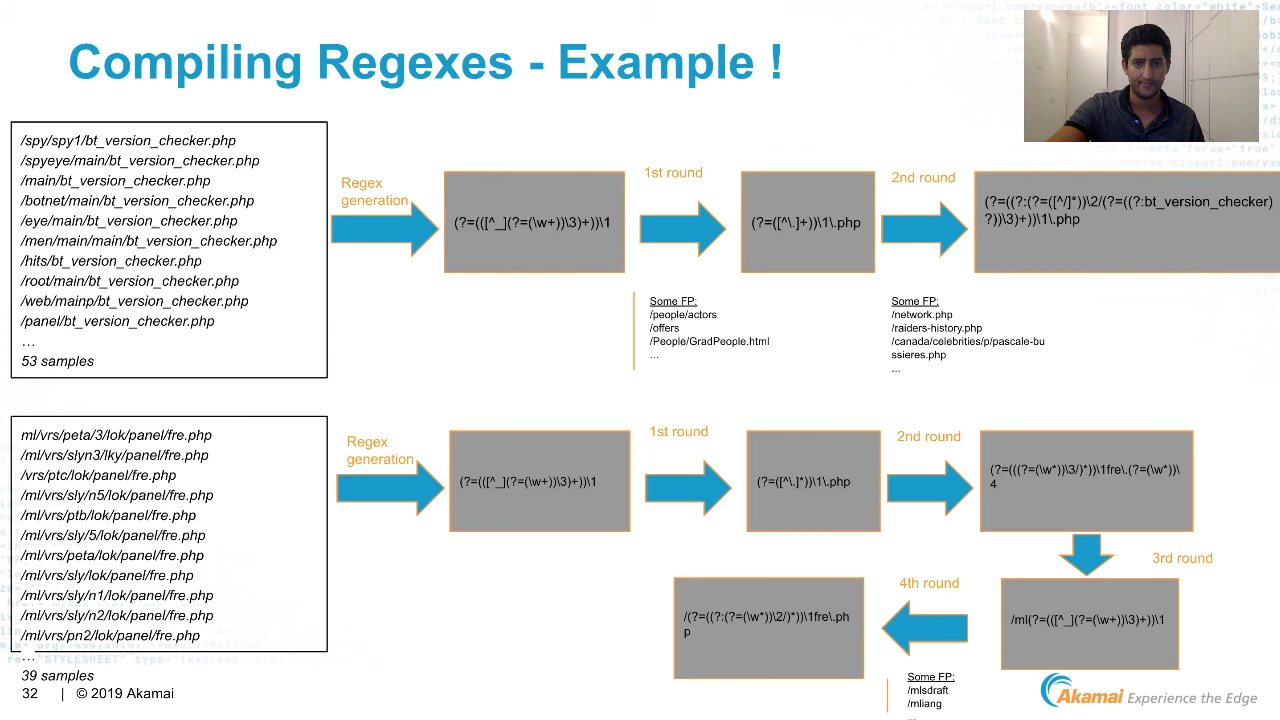 Compiling Regexes - Example !
/spy/spy1/bt_version_checker.php
/spyeye/main/bt_version_checker.php
/main/bt_version_checker.php
/botnet/main/bt_version_checker.php
/eye/main/bt_version_checker.php
/men/main/main/bt_version_checker.php
/hits/bt_version_checker.php
/root/main/bt_version_checker.php
/web/mainp/bt_version_checker.php
/panel/bt_version_checker.php
...
53 samples
Regex
generation
(?=(([^_](?=(\w+))\3)+))\1
1st round
(?=([^\.]+))\1\.php
2nd round
(?=((?:(?=([^/]*))\2/(?=((?:bt_version_checker)
?))\3)+))\1\.php
Some FP:
/people/actors
/offers
/People/GradPeople.html
...
Some FP:
/network.php
/raiders-history.php
/canada/celebrities/p/pascale-bu
ssieres.php
...
ml/vrs/peta/3/lok/panel/fre.php
/ml/vrs/slyn3/lky/panel/fre.php
/vrs/ptc/lok/panel/fre.php
/ml/vrs/sly/n5/lok/panel/fre.php
/ml/vrs/ptb/lok/panel/fre.php
/ml/vrs/sly/5/lok/panel/fre.php
/ml/vrs/peta/lok/panel/fre.php
/ml/vrs/sly/lok/panel/fre.php
/ml/vrs/sly/n1/lok/panel/fre.php
/ml/vrs/sly/n2/lok/panel/fre.php
/ml/vrs/pn2/lok/panel/fre.php
...
39 samples
Regex
generation
(?=(([^_](?=(\w+))\3)+))\1
1st round
(?=([^\.]*))\1\.php
2nd round
(?=(((?=(\w*))\3/)*))\1fre\.(?=(\w*))\
4
3rd round
/ml(?=(([^_](?=(\w+))\3)+))\1
4th round
/(?=((?:(?=(\w*))\2/)*))\1fre\.ph
p
Some FP:
/mlsdraft
/mliang
...
32 | © 2019 Akamai
Akamai Experience the Edge